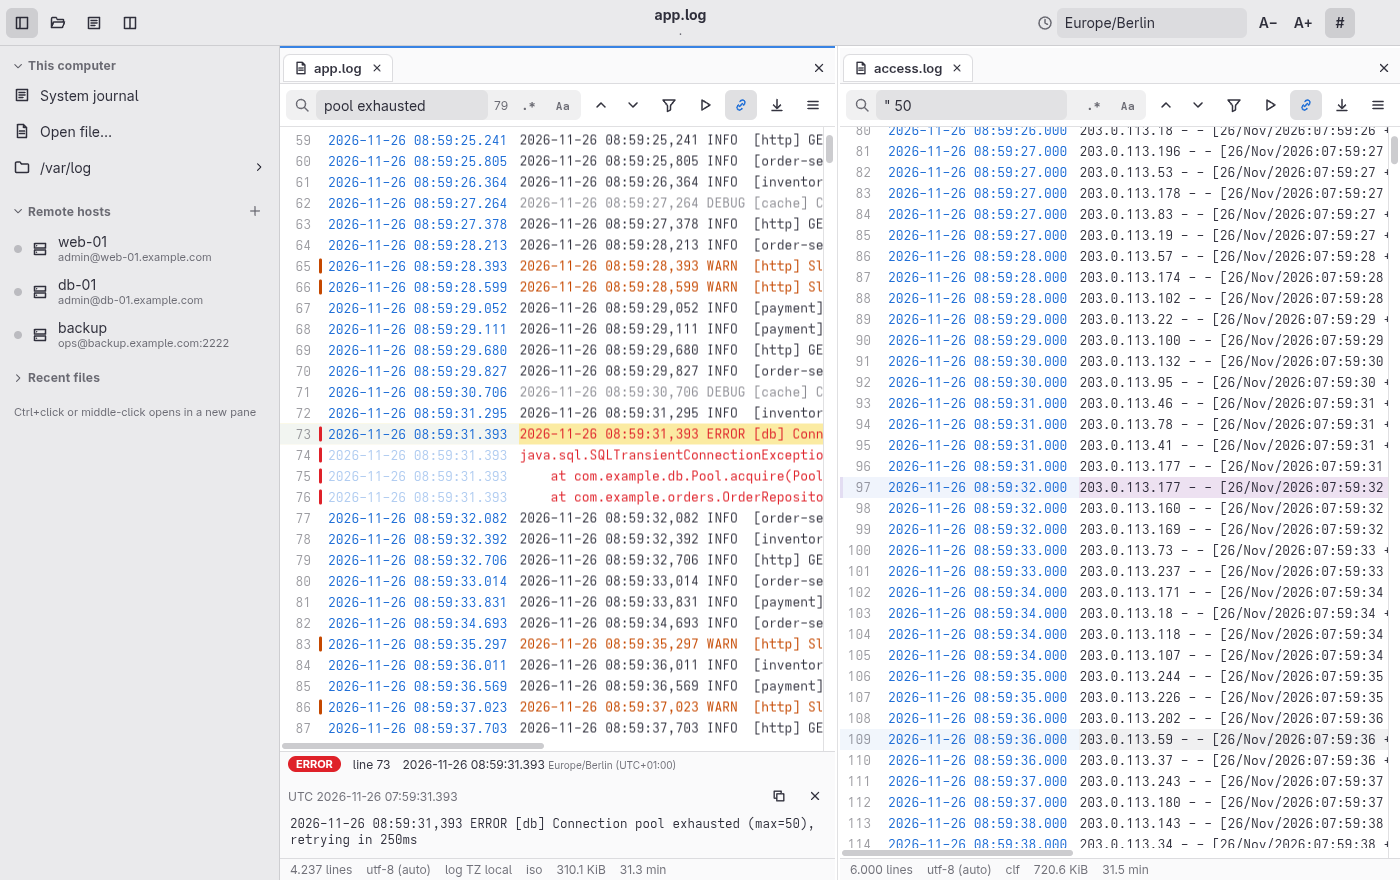 app.log
Europe/Berlin
A−
A+
#
This computer
System journal
Open file...
/var/log
Remote hosts
web-01
admin@web-01.example.com
db-01
admin@db-01.example.com
backup
ops@backup.example.com:2222
Recent files
Ctrl+click or middle-click opens in a new pane
app.log
pool exhausted 79 .* Aa
59 2026-11-26 08:59:25.241 2026-11-26 08:59:25,241 INFO [http] GE
60 2026-11-26 08:59:25.805 2026-11-26 08:59:25,805 INFO [order-se
61 2026-11-26 08:59:26.364 2026-11-26 08:59:26,364 INFO [inventor
62 2026-11-26 08:59:27.264 2026-11-26 08:59:27,264 DEBUG [cache] C
63 2026-11-26 08:59:27.378 2026-11-26 08:59:27,378 INFO [http] GE
64 2026-11-26 08:59:28.213 2026-11-26 08:59:28,213 INFO [order-se
65 2026-11-26 08:59:28.393 2026-11-26 08:59:28,393 WARN [http] Sl
66 2026-11-26 08:59:28.599 2026-11-26 08:59:28,599 WARN [http] Sl
67 2026-11-26 08:59:29.052 2026-11-26 08:59:29,052 INFO [payment]
68 2026-11-26 08:59:29.111 2026-11-26 08:59:29,111 INFO [payment]
69 2026-11-26 08:59:29.680 2026-11-26 08:59:29,680 INFO [http] GE
70 2026-11-26 08:59:29.827 2026-11-26 08:59:29,827 INFO [order-se
71 2026-11-26 08:59:30.706 2026-11-26 08:59:30,706 DEBUG [cache] C
72 2026-11-26 08:59:31.295 2026-11-26 08:59:31,295 INFO [inventor
73 2026-11-26 08:59:31.393 2026-11-26 08:59:31,393 ERROR [db] Conn
74 2026-11-26 08:59:31.393 java.sql.SQLTransientConnectionExceptio
75 2026-11-26 08:59:31.393 at com.example.db.Pool.acquire(Pool
76 2026-11-26 08:59:31.393 at com.example.orders.OrderReposito
77 2026-11-26 08:59:32.082 2026-11-26 08:59:32,082 INFO [order-se
78 2026-11-26 08:59:32.392 2026-11-26 08:59:32,392 INFO [inventor
79 2026-11-26 08:59:32.706 2026-11-26 08:59:32,706 INFO [http] GE
80 2026-11-26 08:59:33.014 2026-11-26 08:59:33,014 INFO [order-se
81 2026-11-26 08:59:33.831 2026-11-26 08:59:33,831 INFO [payment]
82 2026-11-26 08:59:34.693 2026-11-26 08:59:34,693 INFO [order-se
83 2026-11-26 08:59:35.297 2026-11-26 08:59:35,297 WARN [http] Sl
84 2026-11-26 08:59:36.011 2026-11-26 08:59:36,011 INFO [inventor
85 2026-11-26 08:59:36.569 2026-11-26 08:59:36,569 INFO [payment]
86 2026-11-26 08:59:37.023 2026-11-26 08:59:37,023 WARN [http] Sl
87 2026-11-26 08:59:37.703 2026-11-26 08:59:37,703 INFO [http] GE
ERROR line 73 2026-11-26 08:59:31.393 Europe/Berlin (UTC+01:00)
UTC 2026-11-26 07:59:31.393
2026-11-26 08:59:31,393 ERROR [db] Connection pool exhausted (max=50),
retrying in 250ms
4.237 lines utf-8 (auto) log TZ local iso 310.1 KiB 31.3 min
access.log
" 50 .* Aa
80 2026-11-26 08:59:26.000 203.0.113.18 - - [26/Nov/2026:07:59:26 +
81 2026-11-26 08:59:27.000 203.0.113.196 - - [26/Nov/2026:07:59:27
82 2026-11-26 08:59:27.000 203.0.113.53 - - [26/Nov/2026:07:59:27 +
83 2026-11-26 08:59:27.000 203.0.113.178 - - [26/Nov/2026:07:59:27
84 2026-11-26 08:59:27.000 203.0.113.83 - - [26/Nov/2026:07:59:27 +
85 2026-11-26 08:59:27.000 203.0.113.19 - - [26/Nov/2026:07:59:27 +
86 2026-11-26 08:59:28.000 203.0.113.57 - - [26/Nov/2026:07:59:28 +
87 2026-11-26 08:59:28.000 203.0.113.174 - - [26/Nov/2026:07:59:28
88 2026-11-26 08:59:28.000 203.0.113.102 - - [26/Nov/2026:07:59:28
89 2026-11-26 08:59:29.000 203.0.113.22 - - [26/Nov/2026:07:59:29 +
90 2026-11-26 08:59:29.000 203.0.113.100 - - [26/Nov/2026:07:59:29
91 2026-11-26 08:59:30.000 203.0.113.132 - - [26/Nov/2026:07:59:30
92 2026-11-26 08:59:30.000 203.0.113.95 - - [26/Nov/2026:07:59:30 +
93 2026-11-26 08:59:31.000 203.0.113.46 - - [26/Nov/2026:07:59:31 +
94 2026-11-26 08:59:31.000 203.0.113.78 - - [26/Nov/2026:07:59:31 +
95 2026-11-26 08:59:31.000 203.0.113.41 - - [26/Nov/2026:07:59:31 +
96 2026-11-26 08:59:31.000 203.0.113.177 - - [26/Nov/2026:07:59:31
97 2026-11-26 08:59:32.000 203.0.113.177 - - [26/Nov/2026:07:59:32
98 2026-11-26 08:59:32.000 203.0.113.160 - - [26/Nov/2026:07:59:32
99 2026-11-26 08:59:32.000 203.0.113.169 - - [26/Nov/2026:07:59:32
100 2026-11-26 08:59:33.000 203.0.113.73 - - [26/Nov/2026:07:59:33 +
101 2026-11-26 08:59:33.000 203.0.113.237 - - [26/Nov/2026:07:59:33
102 2026-11-26 08:59:34.000 203.0.113.171 - - [26/Nov/2026:07:59:34
103 2026-11-26 08:59:34.000 203.0.113.18 - - [26/Nov/2026:07:59:34 +
104 2026-11-26 08:59:34.000 203.0.113.118 - - [26/Nov/2026:07:59:34
105 2026-11-26 08:59:34.000 203.0.113.107 - - [26/Nov/2026:07:59:34
106 2026-11-26 08:59:35.000 203.0.113.244 - - [26/Nov/2026:07:59:35
107 2026-11-26 08:59:35.000 203.0.113.226 - - [26/Nov/2026:07:59:35
108 2026-11-26 08:59:36.000 203.0.113.202 - - [26/Nov/2026:07:59:36
109 2026-11-26 08:59:36.000 203.0.113.59 - - [26/Nov/2026:07:59:36 +
110 2026-11-26 08:59:36.000 203.0.113.37 - - [26/Nov/2026:07:59:36 +
111 2026-11-26 08:59:37.000 203.0.113.243 - - [26/Nov/2026:07:59:37
112 2026-11-26 08:59:37.000 203.0.113.180 - - [26/Nov/2026:07:59:37
113 2026-11-26 08:59:38.000 203.0.113.143 - - [26/Nov/2026:07:59:38
114 2026-11-26 08:59:38.000 203.0.113.34 - - [26/Nov/2026:07:59:38 +
6.000 lines utf-8 (auto) clf 720.6 KiB 31.5 min